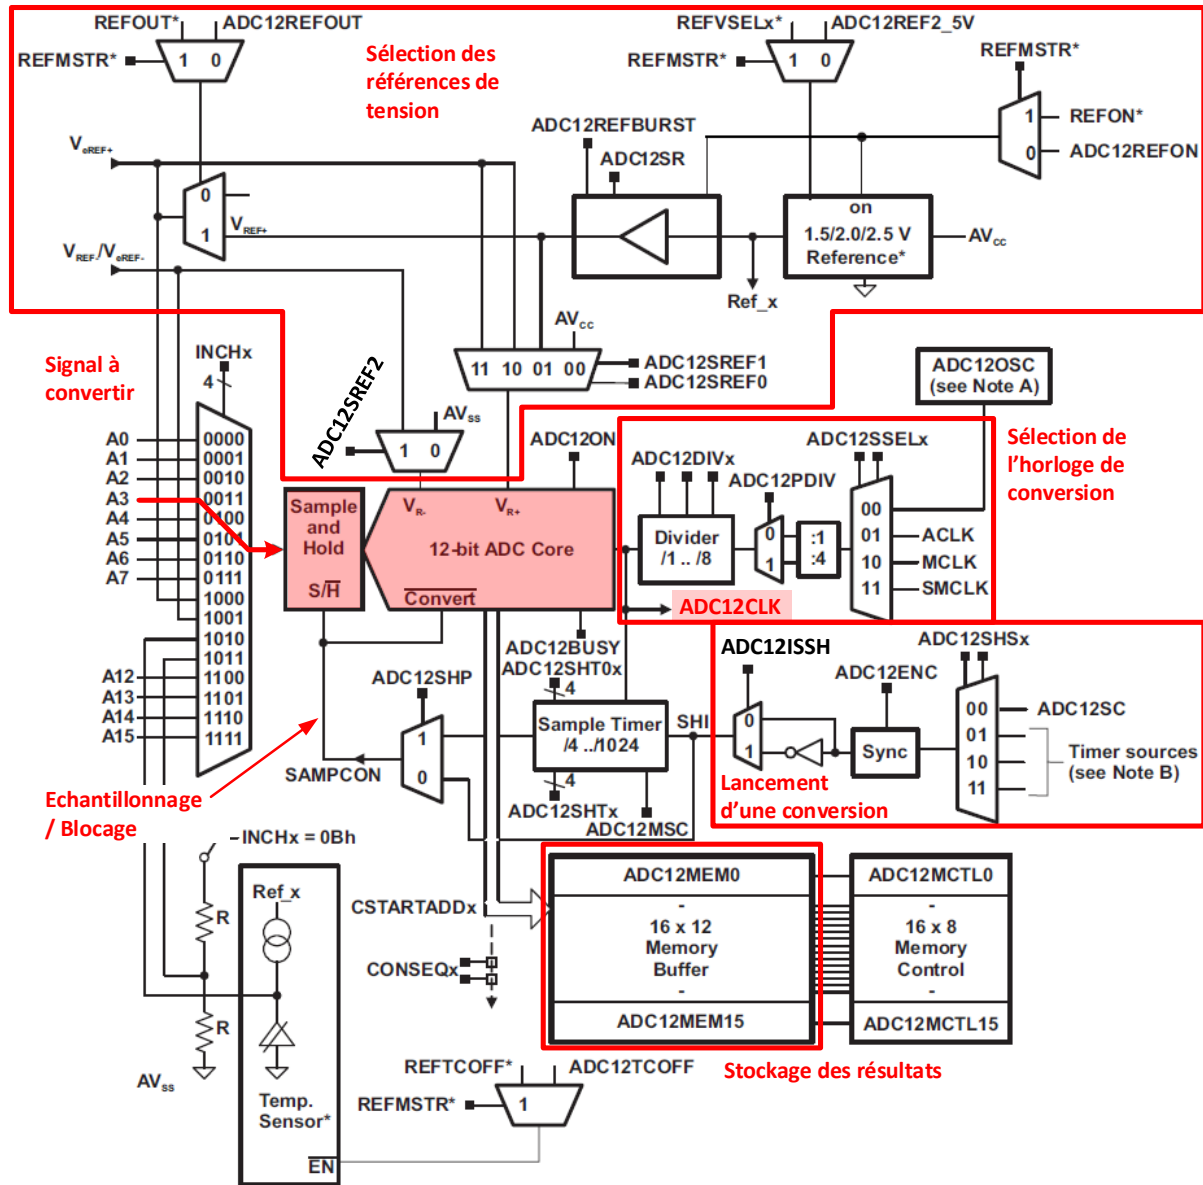 REFOUT* ADC12REFOUT
REFMSTR* 1 0
Sélection des
références de
tension
REFVSELx* ADC12REF2_5V
REFMSTR* 1 0
REFMSTR*
1 REFON*
0 ADC12REFON
ADC12REFBURST
ADC12SR
VeREF+
0
1 VREF+
VREF-/VeREF-
on
1.5/2.0/2.5 V
Reference*
AVcc
Ref_x
AVcc
11 10 01 00
ADC12SREF1
ADC12SREF0
Signal à
convertir
INCHx
4
ADC12SREF2
AVss
1 0
ADC12ON
ADC12OSC
(see Note A)
Sélection de
l'horloge de
conversion
A0 0000
A1 0001
A2 0010
A3 0011
A4 0100
A5 0101
A6 0110
A7 0111
1000
1001
1010
1011
A12 1100
A13 1101
A14 1110
A15 1111
Sample
and
Hold
S/H
VR- VR+
12-bit ADC Core
Convert
ADC12DIVx
ADC12PDIV
ADC12SSELx
Divider
/1 .. /8
0
1
:1
:4
00
01 ACLK
10 MCLK
11 SMCLK
ADC12CLK
ADC12BUSY
ADC12SHT0x
4
ADC12SHP
1
0
Sample Timer
/4 ../1024
SHI
4
ADC12SHTx
ADC12MSC
SAMPCON
ADC12ISSH
0
1
ADC12ENC
Sync
ADC12SHSx
00 ADC12SC
01
10
11
Timer sources
(see Note B)
Lancement
d'une conversion
Echantillonnage
/ Blocage
INCHx = 0Bh
R
R
AVss
Ref_x
Temp.
Sensor*
EN
CSTARTADDx
CONSEQx
ADC12MEM0
-
16 x 12
Memory
Buffer
-
ADC12MEM15
ADC12MCTL0
-
16 x 8
Memory
Control
-
ADC12MCTL15
Stockage des résultats
REFTCOFF* ADC12TCOFF
REFMSTR* 1